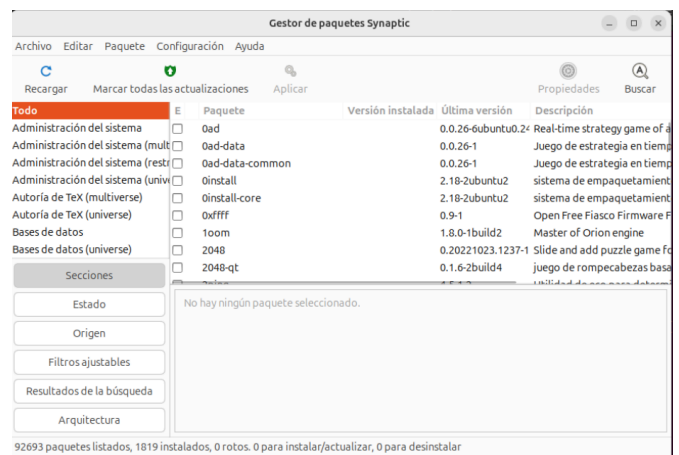 Gestor de paquetes Synaptic
Archivo Editar Paquete Configuración Ayuda
Recargar Marcar todas las actualizaciones Aplicar Propiedades Buscar
Todo
Administración del sistema
Administración del sistema (mult
Administración del sistema (restr
Administración del sistema (unive
Autoría de TeX (multiverse)
Autoría de TeX (universe)
Bases de datos
Bases de datos (universe)
Secciones
Estado
Origen
Filtros ajustables
Resultados de la búsqueda
Arquitectura
E Paquete Versión instalada Última versión Descripción
0ad 0.0.26-6ubuntu0.24 Real-time strategy game of a
0ad-data 0.0.26-1 Juego de estrategia en tiemp
0ad-data-common 0.0.26-1 Juego de estrategia en tiemp
0install 2.18-2ubuntu2 sistema de empaquetamient
0install-core 2.18-2ubuntu2 sistema de empaquetamient
0xffff 0.9-1 Open Free Fiasco Firmware F
1oom 1.8.0-1build2 Master of Orion engine
2048 0.20221023.1237-1 Slide and add puzzle game fo
2048-qt 0.1.6-2build4 juego de rompecabezas basa
No hay ningún paquete seleccionado.
92693 paquetes listados, 1819 instalados, 0 rotos. 0 para instalar/actualizar, 0 para desinstalar